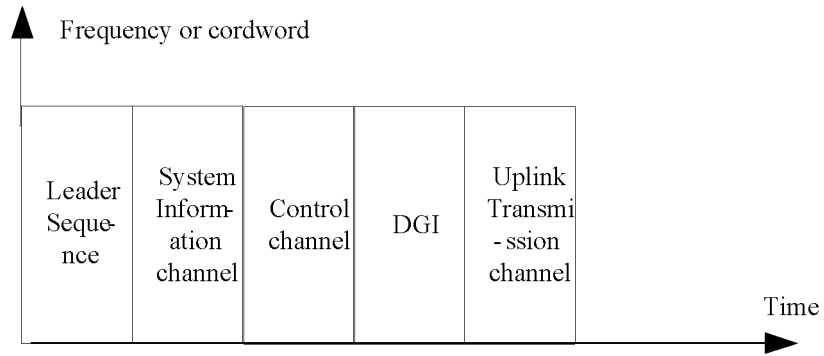 Frequency or cordword
Leader
Seque-
nce
System
Inform-
ation
channel
Control
channel
DGI
Uplink
Transmi
-ssion
channel
Time